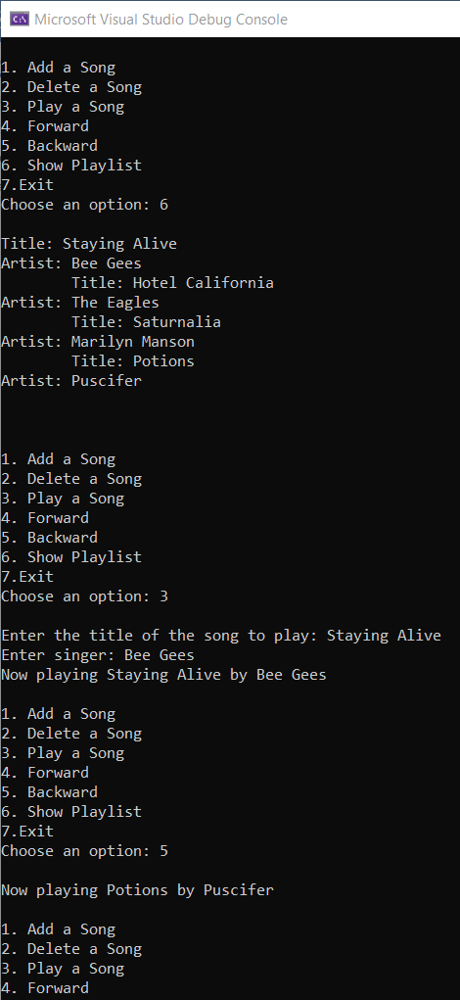 Microsoft Visual Studio Debug Console
1. Add a Song
2. Delete a Song
3. Play a Song
4. Forward
5. Backward
6. Show Playlist
7.Exit
Choose an option: 6
Title: Staying Alive
Artist: Bee Gees
Title: Hotel California
Artist: The Eagles
Title: Saturnalia
Artist: Marilyn Manson
Title: Potions
Artist: Puscifer
1. Add a Song
2. Delete a Song
3. Play a Song
4. Forward
5. Backward
6. Show Playlist
7.Exit
Choose an option: 3
Enter the title of the song to play: Staying Alive
Enter singer: Bee Gees
Now playing Staying Alive by Bee Gees
1. Add a Song
2. Delete a Song
3. Play a Song
4. Forward
5. Backward
6. Show Playlist
7.Exit
Choose an option: 5
Now playing Potions by Puscifer
1. Add a Song
2. Delete a Song
3. Play a Song
4. Forward